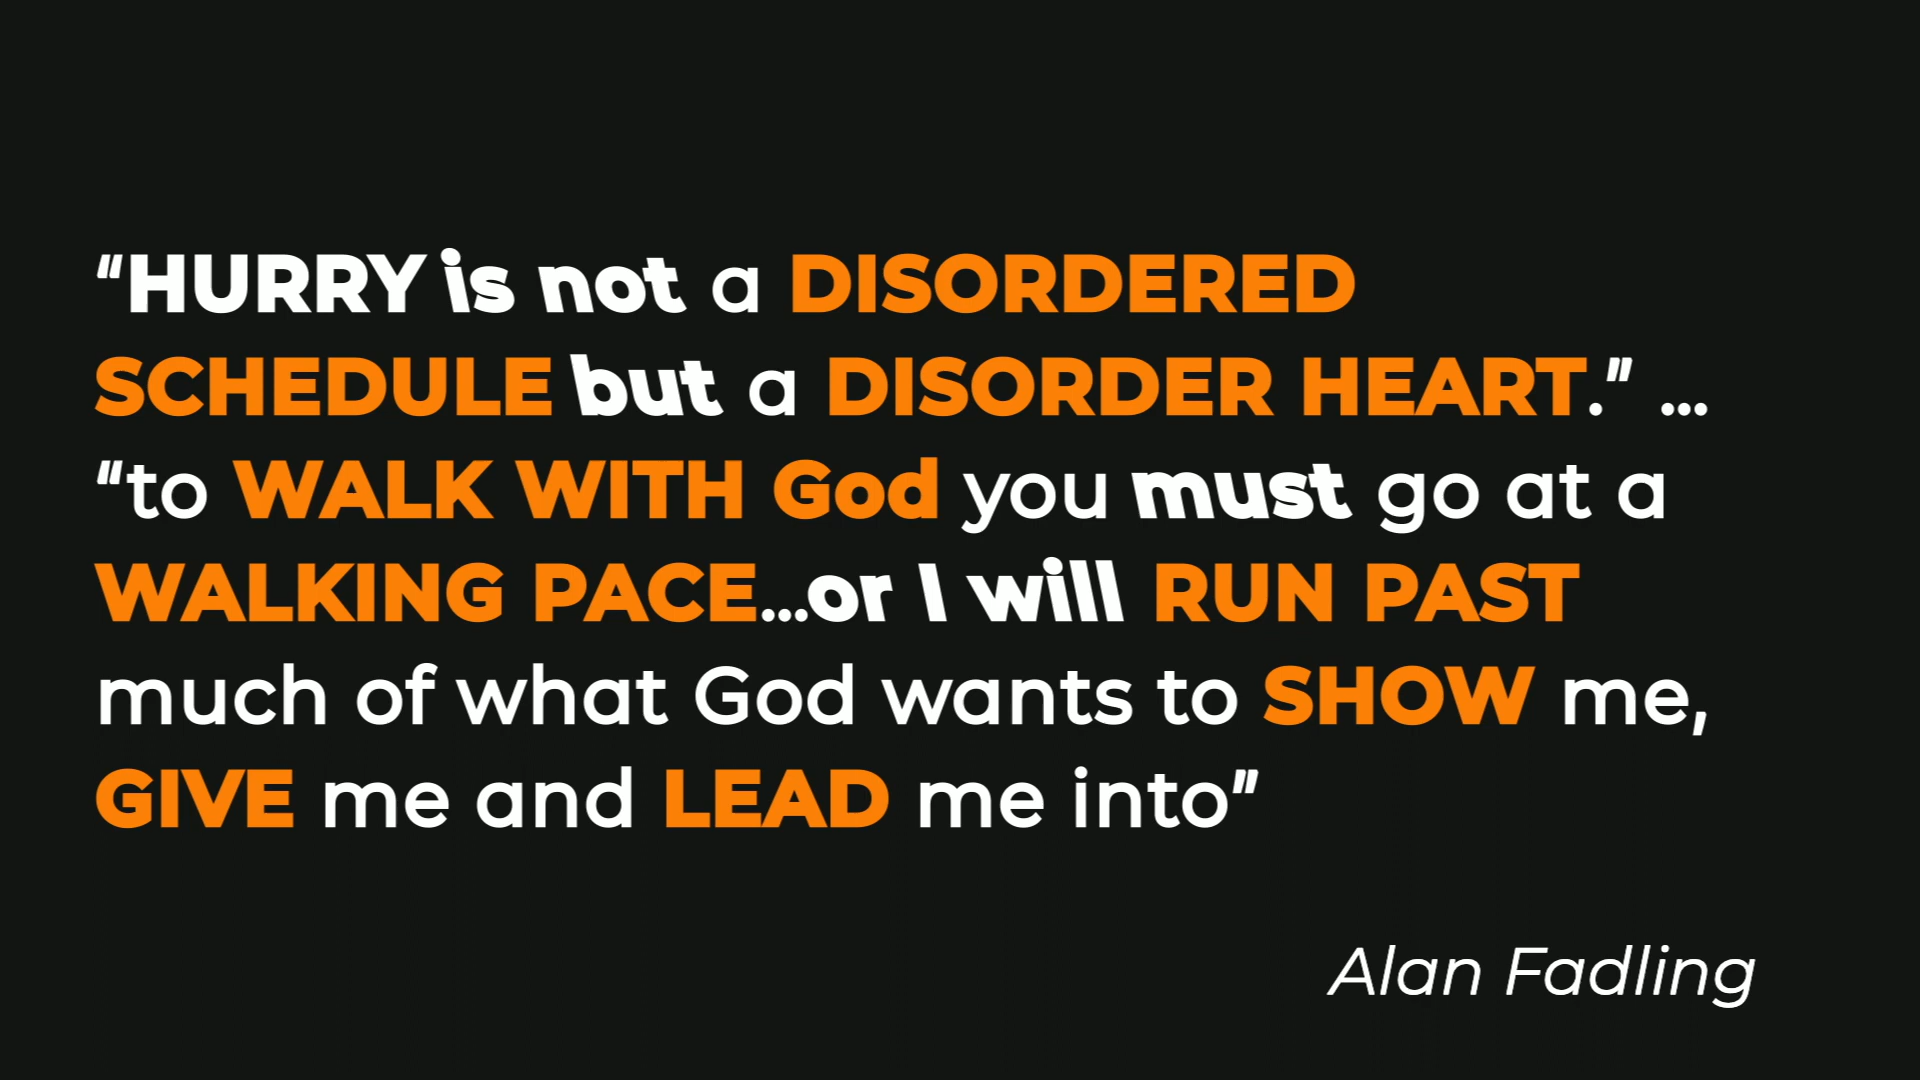 “HURRY is not a DISORDERED
SCHEDULE but a DISORDER HEART.” ...
“to WALK WITH God you must go at a
WALKING PACE...or I will RUN PAST
much of what God wants to SHOW me,
GIVE me and LEAD me into”
Alan Fadling